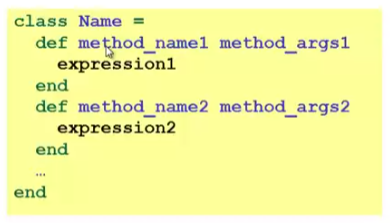 class Name =
def method_name1 method_args1
expression1
end
def method_name2 method_args2
expression2
end
…
end